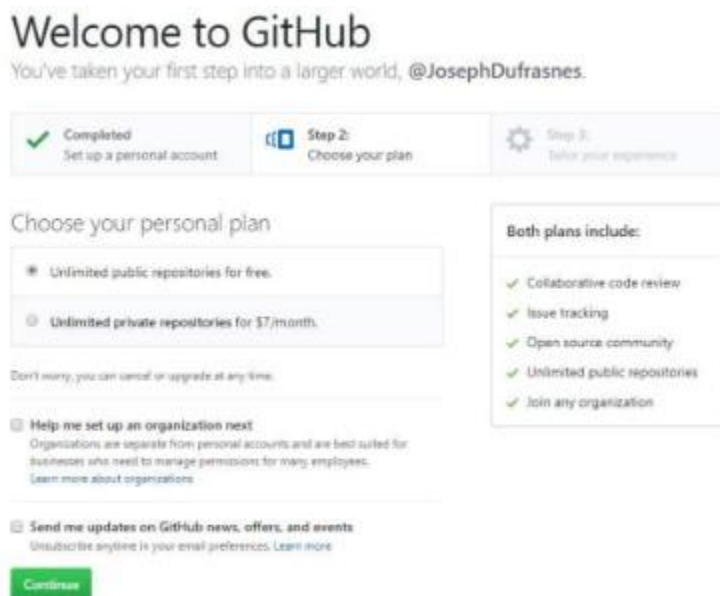 Welcome to GitHub
You've taken your first step into a larger world, @JosephDufrasnes.
Completed
Set up a personal account
Step 2:
Choose your plan
Step 3:
Tailor your experience
Choose your personal plan
Unlimited public repositories for free.
Unlimited private repositories for $7/month.
Don't worry, you can cancel or upgrade at any time.
Help me set up an organization next
Organizations are separate from personal accounts and are best suited for
businesses who need to manage permissions for many employees.
Learn more about organizations
Send me updates on GitHub news, offers, and events
Unsubscribe anytime in your email preferences. Learn more
Continue
Both plans include:
Collaborative code review
Issue tracking
Open source community
Unlimited public repositories
Join any organization